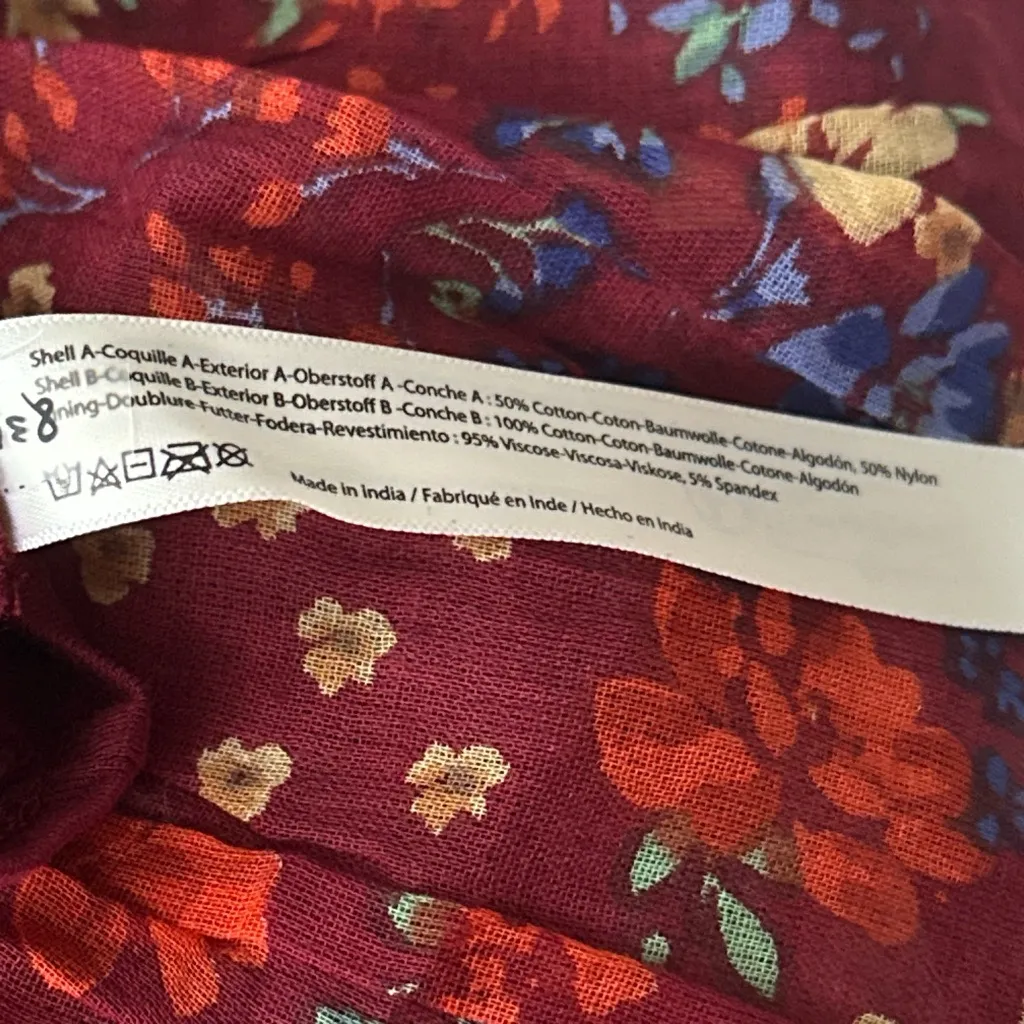 Shell A-Coquille A-Exterior A-Oberstoff A -Conche A : 50% Cotton-Coton-Baumwolle-Cotone-Algodón, 50% Nylon
Shell B-Coquille B-Exterior B-Oberstoff B -Conche B : 100% Cotton-Coton-Baumwolle-Cotone-Algodón
ning-Doublure-Futter-Fodera-Revestimiento : 95% Viscose-Viscosa-Viskose, 5% Spandex
Made in India / Fabriqué en Inde / Hecho en India